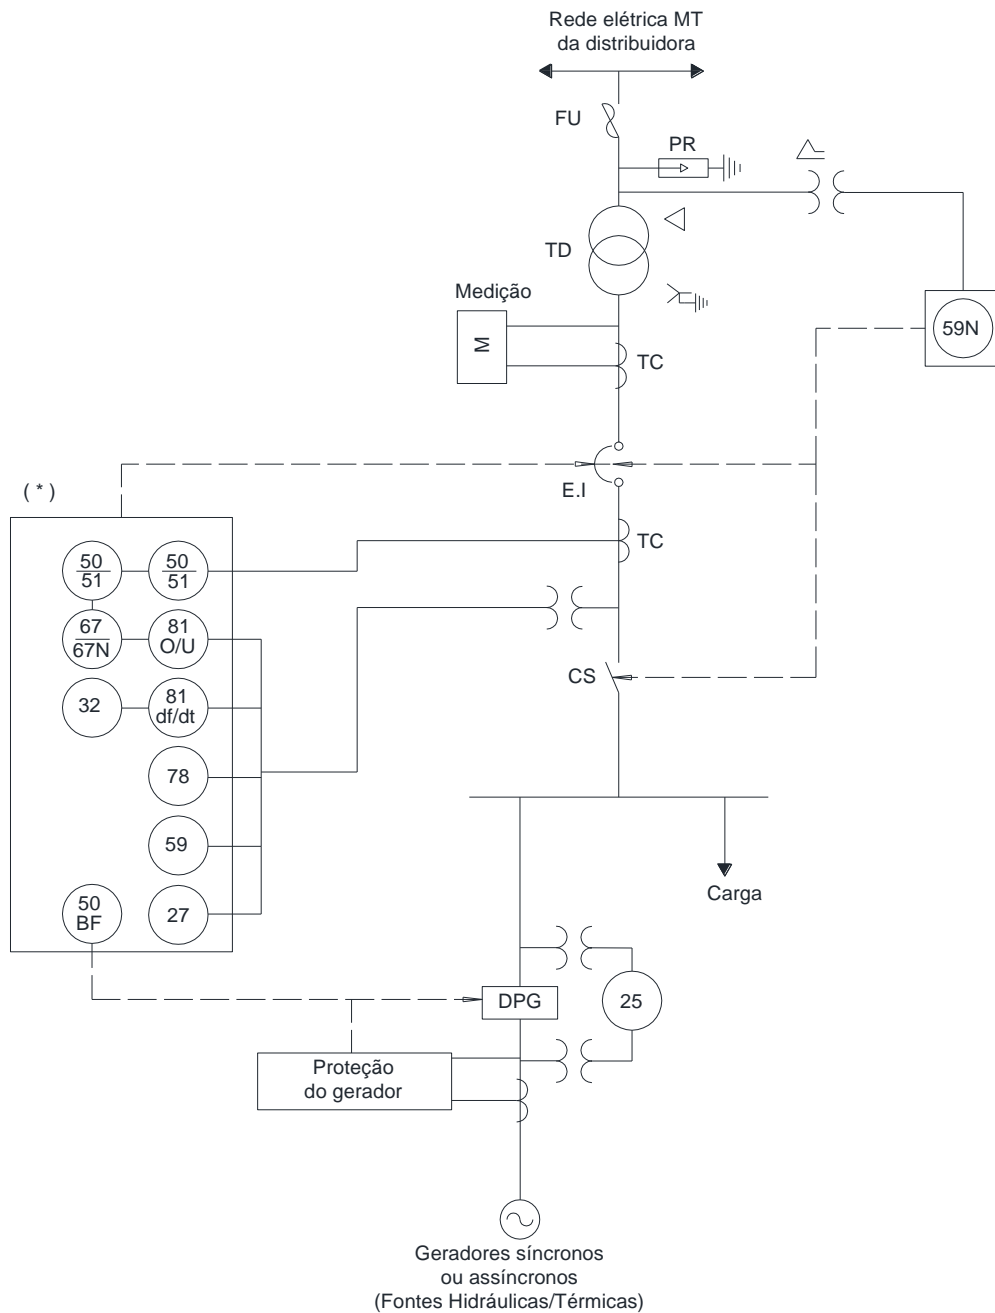 Rede elétrica MT
da distribuidora
FU
PR
TD
Medição
M
TC
59N
( * )
E.I
TC
50
51
50
51
67
67N
81
O/U
CS
32
81
df/dt
78
59
Carga
50
BF
27
DPG
25
Proteção
do gerador
Geradores síncronos
ou assíncronos
(Fontes Hidráulicas/Térmicas)